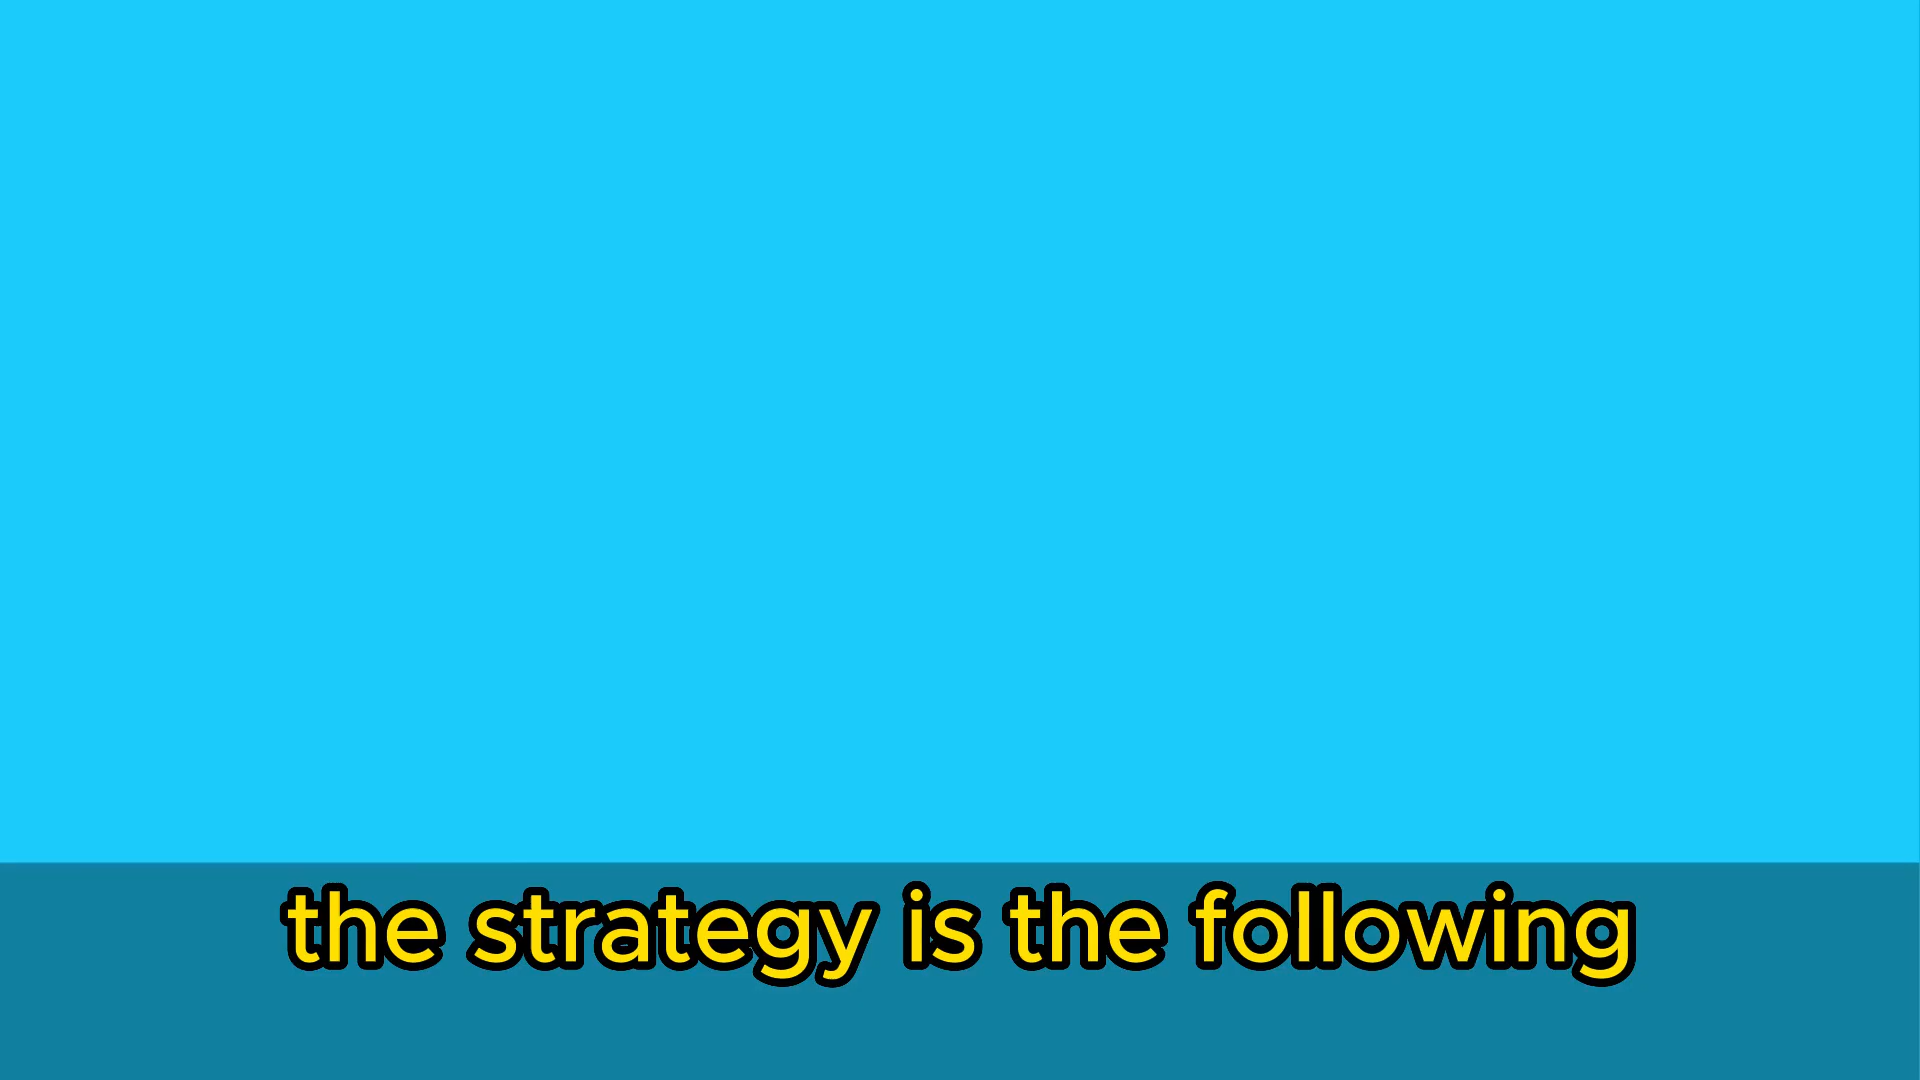 the strategy is the following